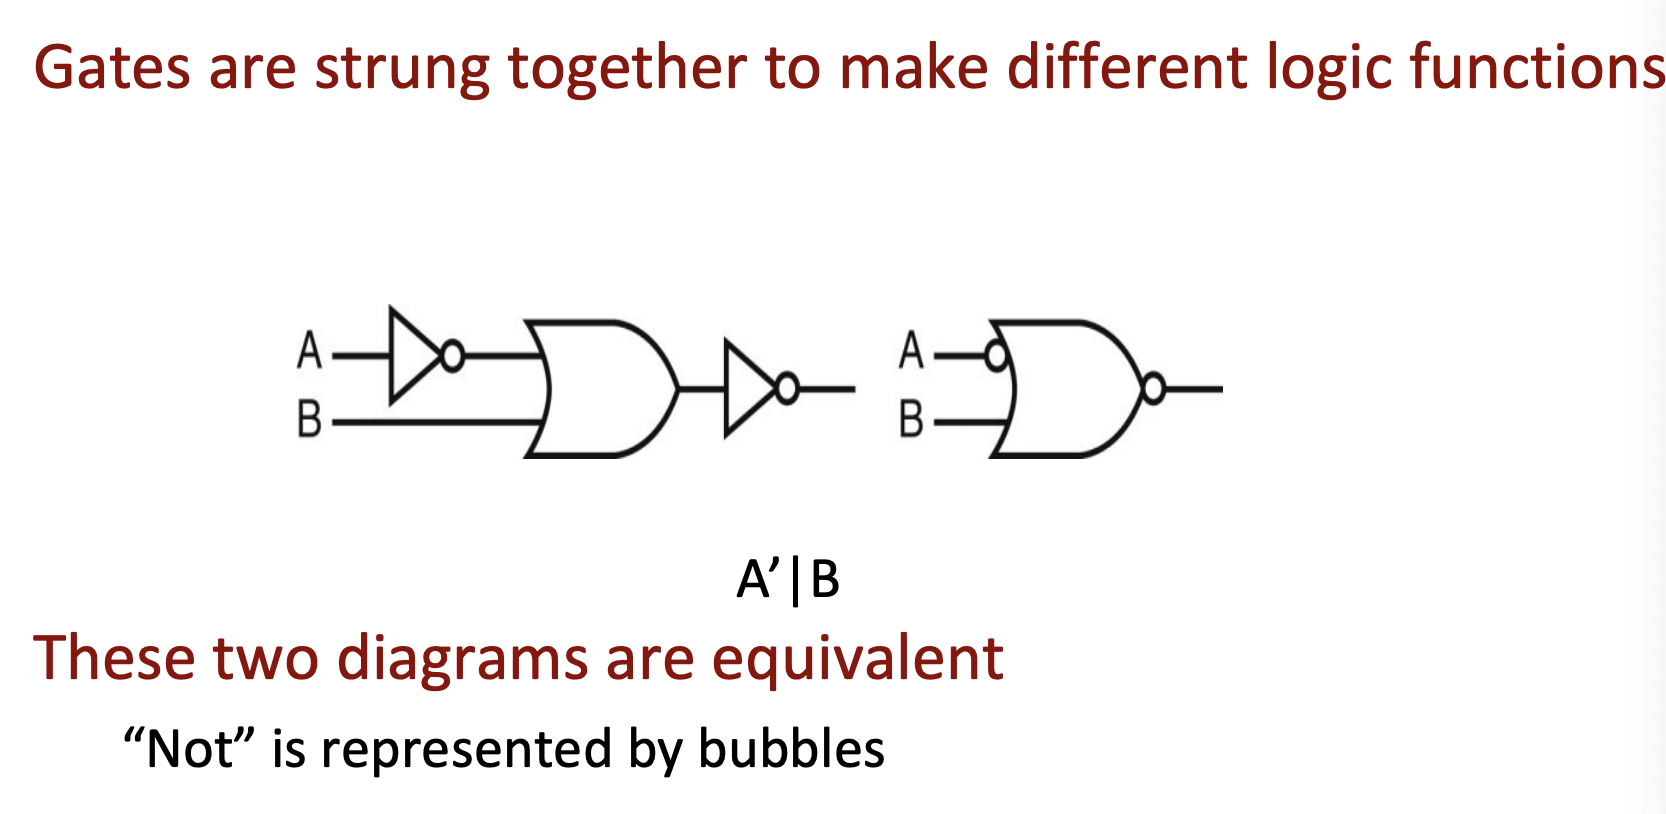 Gates are strung together to make different logic functions
A
B
A
B
A’|B
These two diagrams are equivalent
“Not” is represented by bubbles